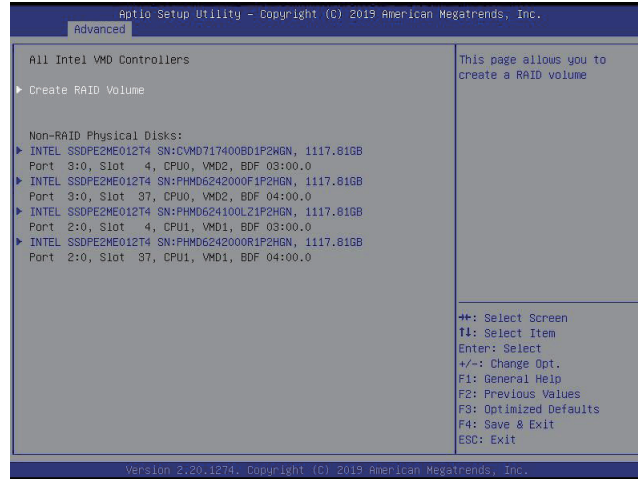 Aptio Setup Utility – Copyright (C) 2019 American Megatrends, Inc.
Advanced
All Intel VMD Controllers
Create RAID Volume
Non-RAID Physical Disks:
INTEL SSDPE2ME012T4 SN:CVMD717400BD1P2WGN, 1117.81GB
Port 3:0, Slot 4, CPU0, VMD2, BDF 03:00.0
INTEL SSDPE2ME012T4 SN:PHMD6242000F1P2HGN, 1117.81GB
Port 3:0, Slot 37, CPU0, VMD2, BDF 04:00.0
INTEL SSDPE2ME012T4 SN:PHMD624100LZ1P2HGN, 1117.81GB
Port 2:0, Slot 4, CPU1, VMD1, BDF 03:00.0
INTEL SSDPE2ME012T4 SN:PHMD6242000R1P2HGN, 1117.81GB
Port 2:0, Slot 37, CPU1, VMD1, BDF 04:00.0
This page allows you to
create a RAID volume
→←: Select Screen
↑↓: Select Item
Enter: Select
+/-: Change Opt.
F1: General Help
F2: Previous Values
F3: Optimized Defaults
F4: Save & Exit
ESC: Exit
Version 2.20.1274. Copyright (C) 2019 American Megatrends, Inc.